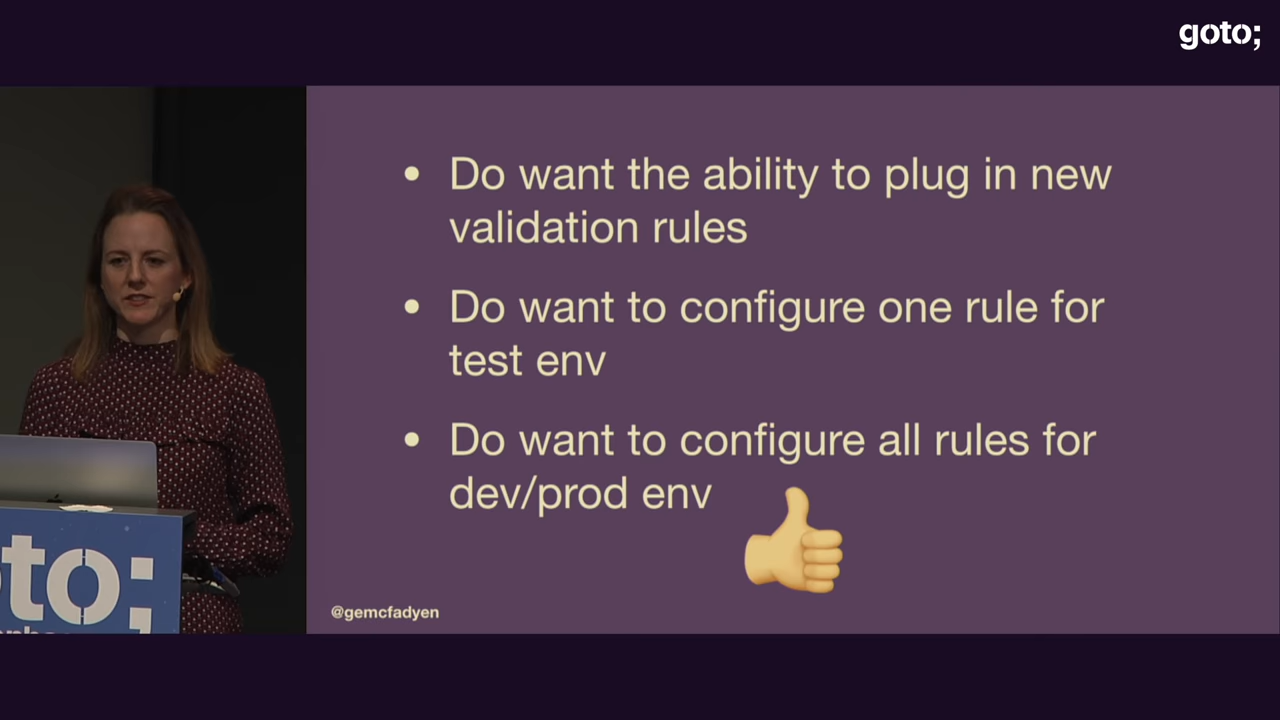 goto;
• Do want the ability to plug in new
validation rules
• Do want to configure one rule for
test env
• Do want to configure all rules for
dev/prod env
@gemcfadyen
to;